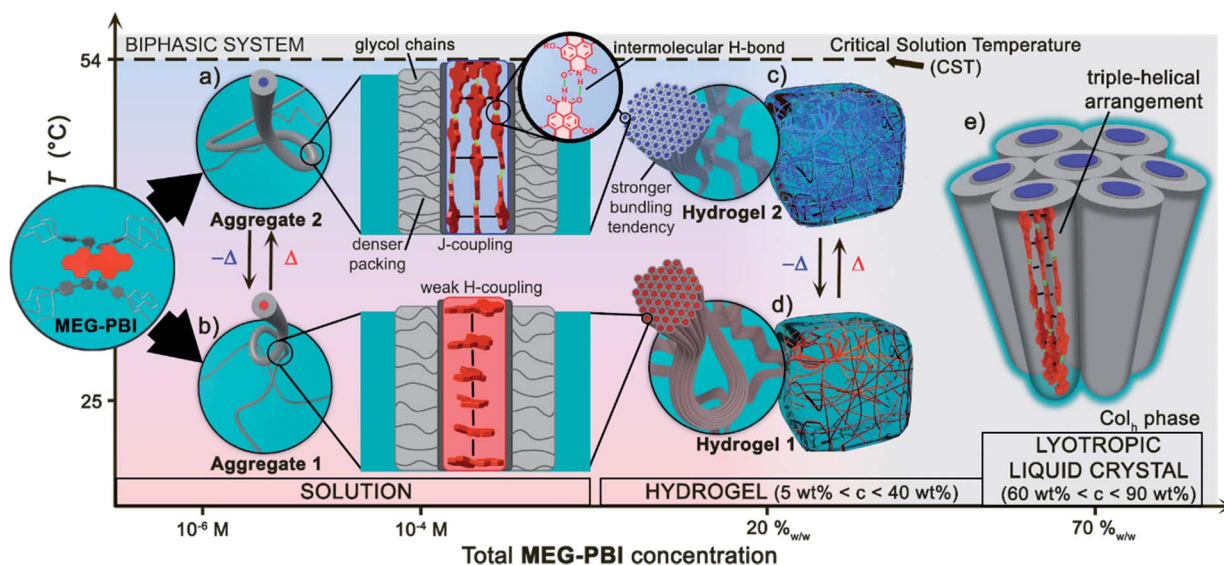 BIPHASIC SYSTEM
glycol chains
RO
O
H
N
O
intermolecular H-bond
O
N
H
O
OR
Critical Solution Temperature
(CST)
54
T (°C)
25
a)
Aggregate 2
denser
packing
J-coupling
stronger
bundling
tendency
c)
Hydrogel 2
triple-helical
arrangement
e)
MEG-PBI
-Δ
Δ
-Δ
Δ
b)
Aggregate 1
weak H-coupling
d)
Hydrogel 1
Colh phase
SOLUTION
HYDROGEL (5 wt% < c < 40 wt%)
LYOTROPIC
LIQUID CRYSTAL
(60 wt% < c < 90 wt%)
10-6 M
10-4 M
20 %w/w
70 %w/w
Total MEG-PBI concentration